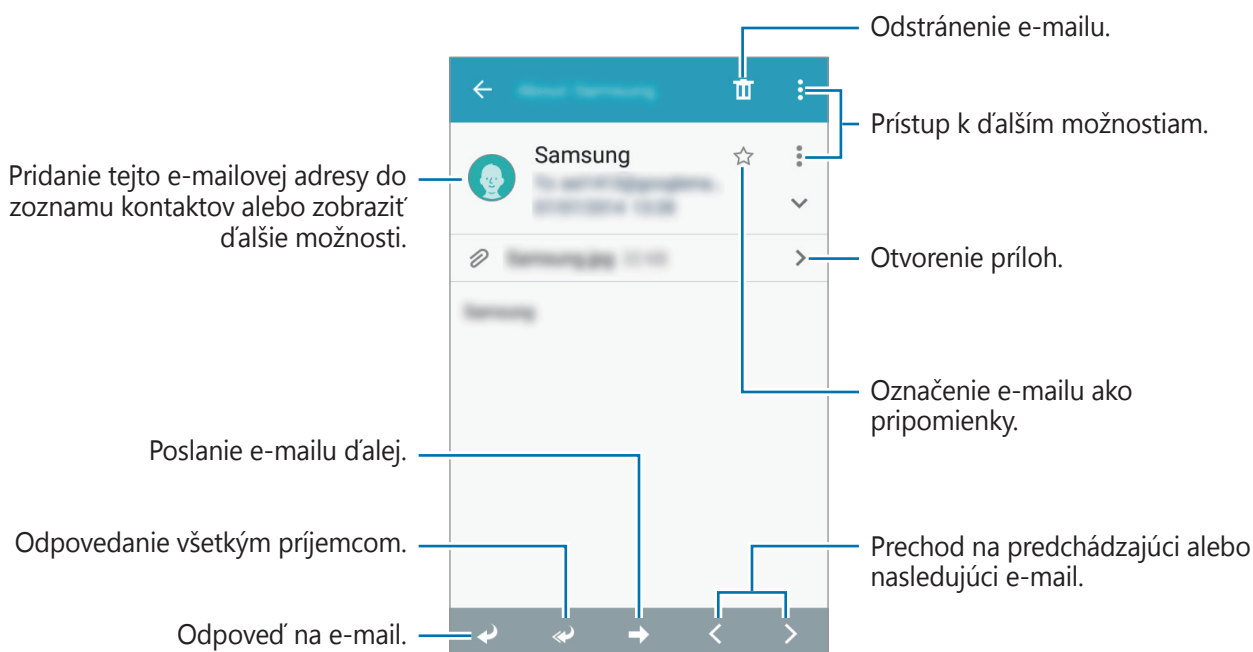 Odstránenie e-mailu.
Prístup k ďalším možnostiam.
Samsung
Pridanie tejto e-mailovej adresy do
zoznamu kontaktov alebo zobraziť
ďalšie možnosti.
Otvorenie príloh.
Označenie e-mailu ako
pripomienky.
Poslanie e-mailu ďalej.
Odpovedanie všetkým príjemcom.
Prechod na predchádzajúci alebo
nasledujúci e-mail.
Odpoveď na e-mail.